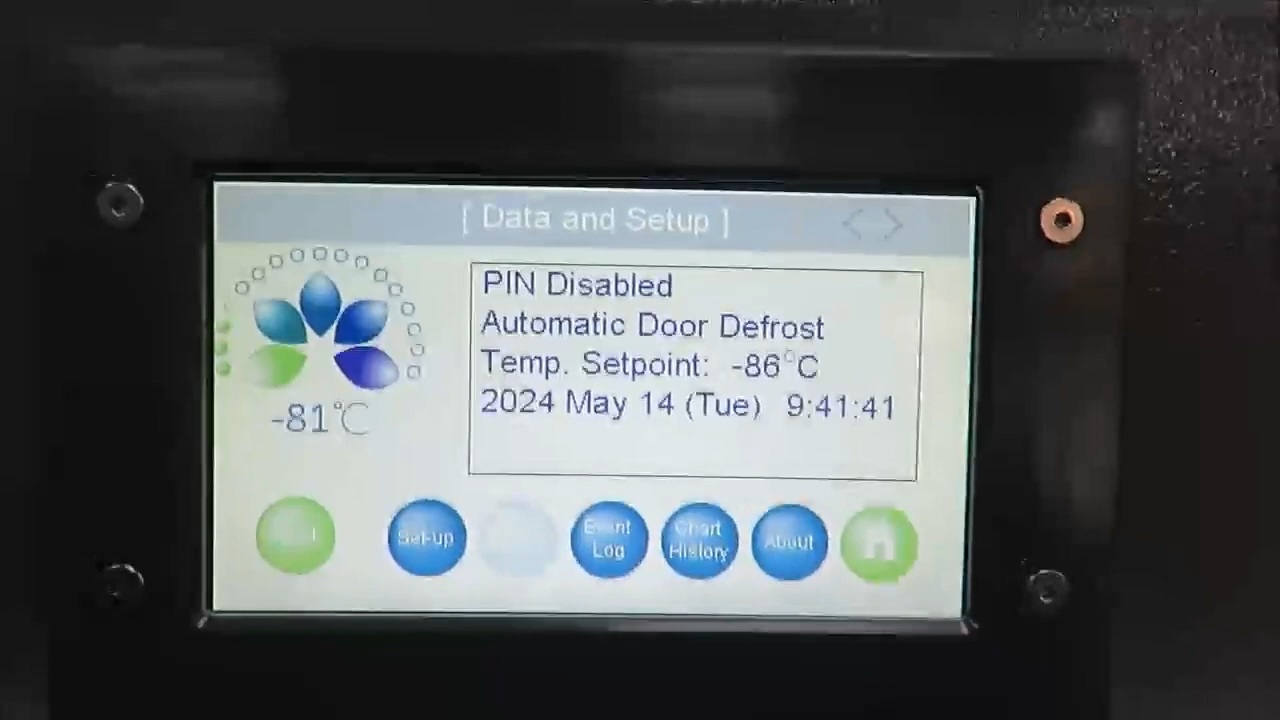 [ Data and Setup ]
PIN Disabled
Automatic Door Defrost
Temp. Setpoint: -86°C
2024 May 14 (Tue) 9:41:41
-81°C
Set-up
Event
Log
Chart
History
About